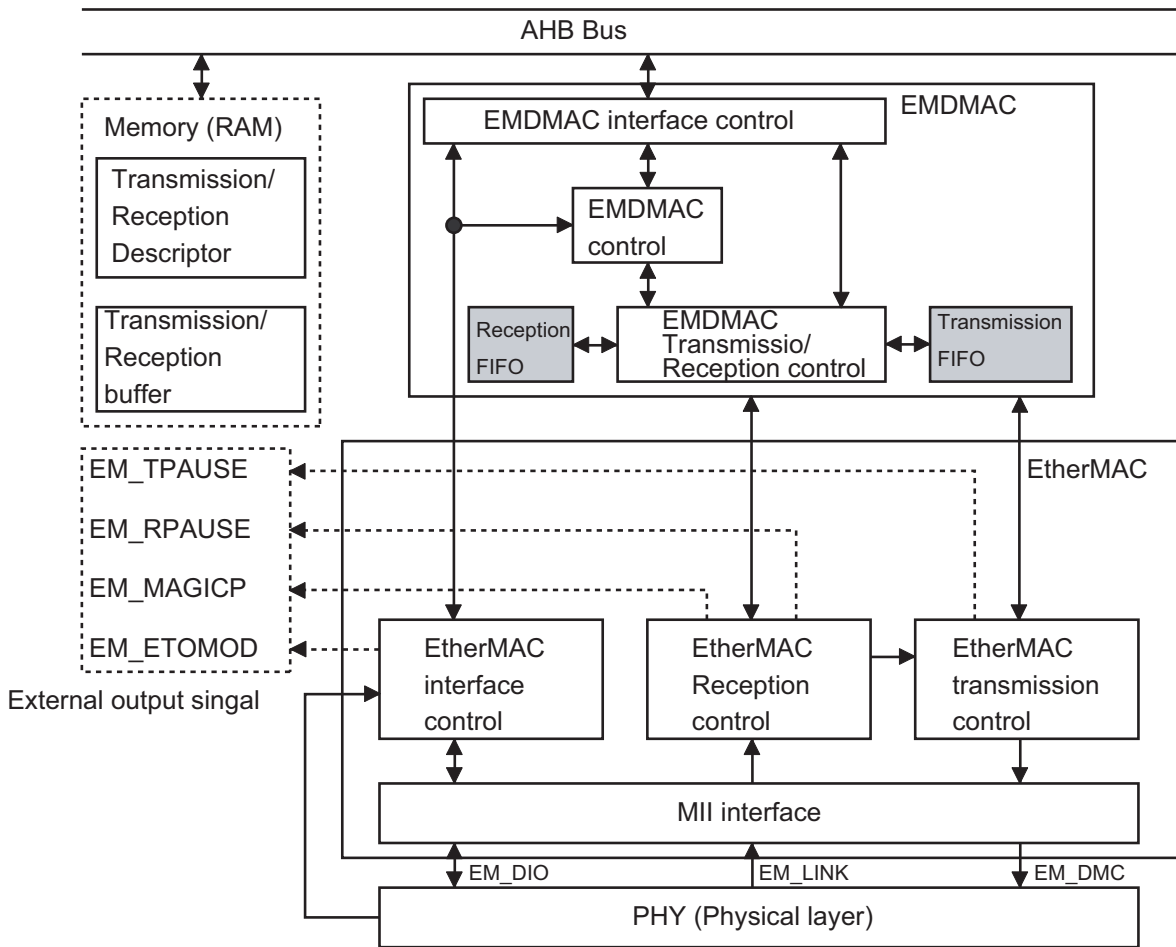 AHB Bus
EMDMAC
Memory (RAM)
EMDMAC interface control
Transmission/
Reception
Descriptor
EMDMAC
control
Transmission/
Reception
buffer
Reception
FIFO
EMDMAC
Transmissio/
Reception control
Transmission
FIFO
EM_TPAUSE
EM_RPAUSE
EM_MAGICP
EM_ETOMOD
External output singal
EtherMAC
EtherMAC
interface
control
EtherMAC
Reception
control
EtherMAC
transmission
control
MII interface
EM_DIO
EM_LINK
EM_DMC
PHY (Physical layer)